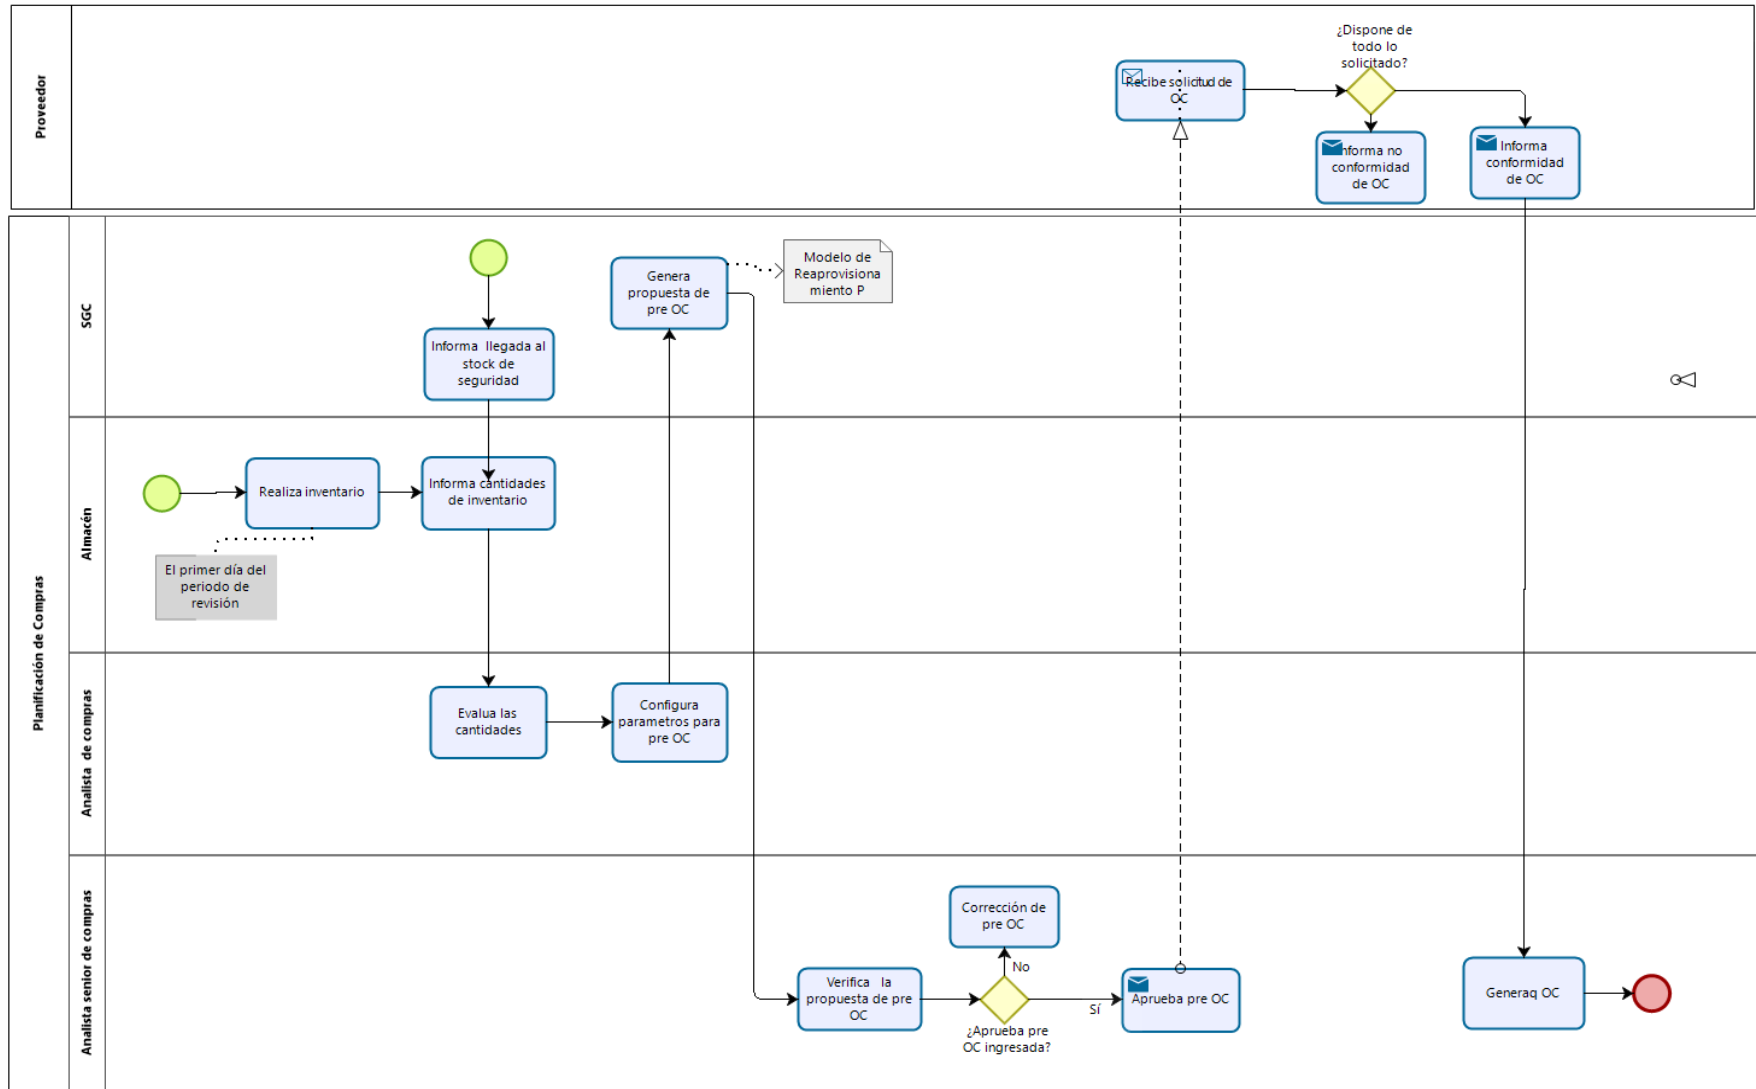 Proveedor
¿Dispone de
todo lo
solicitado?
Recibe solicitud de
OC
Informa no
conformidad
de OC
Informa
conformidad
de OC
Planificación de Compras
SGC
Informa llegada al
stock de
seguridad
Genera
propuesta de
pre OC
Modelo de
Reaprovisiona
miento P
Almacén
Realiza inventario
Informa cantidades
de inventario
El primer día del
periodo de
revisión
Analista de compras
Evalua las
cantidades
Configura
parametros para
pre OC
Analista senior de compras
Verifica la
propuesta de pre
OC
Corrección de
pre OC
No
¿Aprueba pre
OC ingresada?
Sí
Aprueba pre OC
Generaq OC